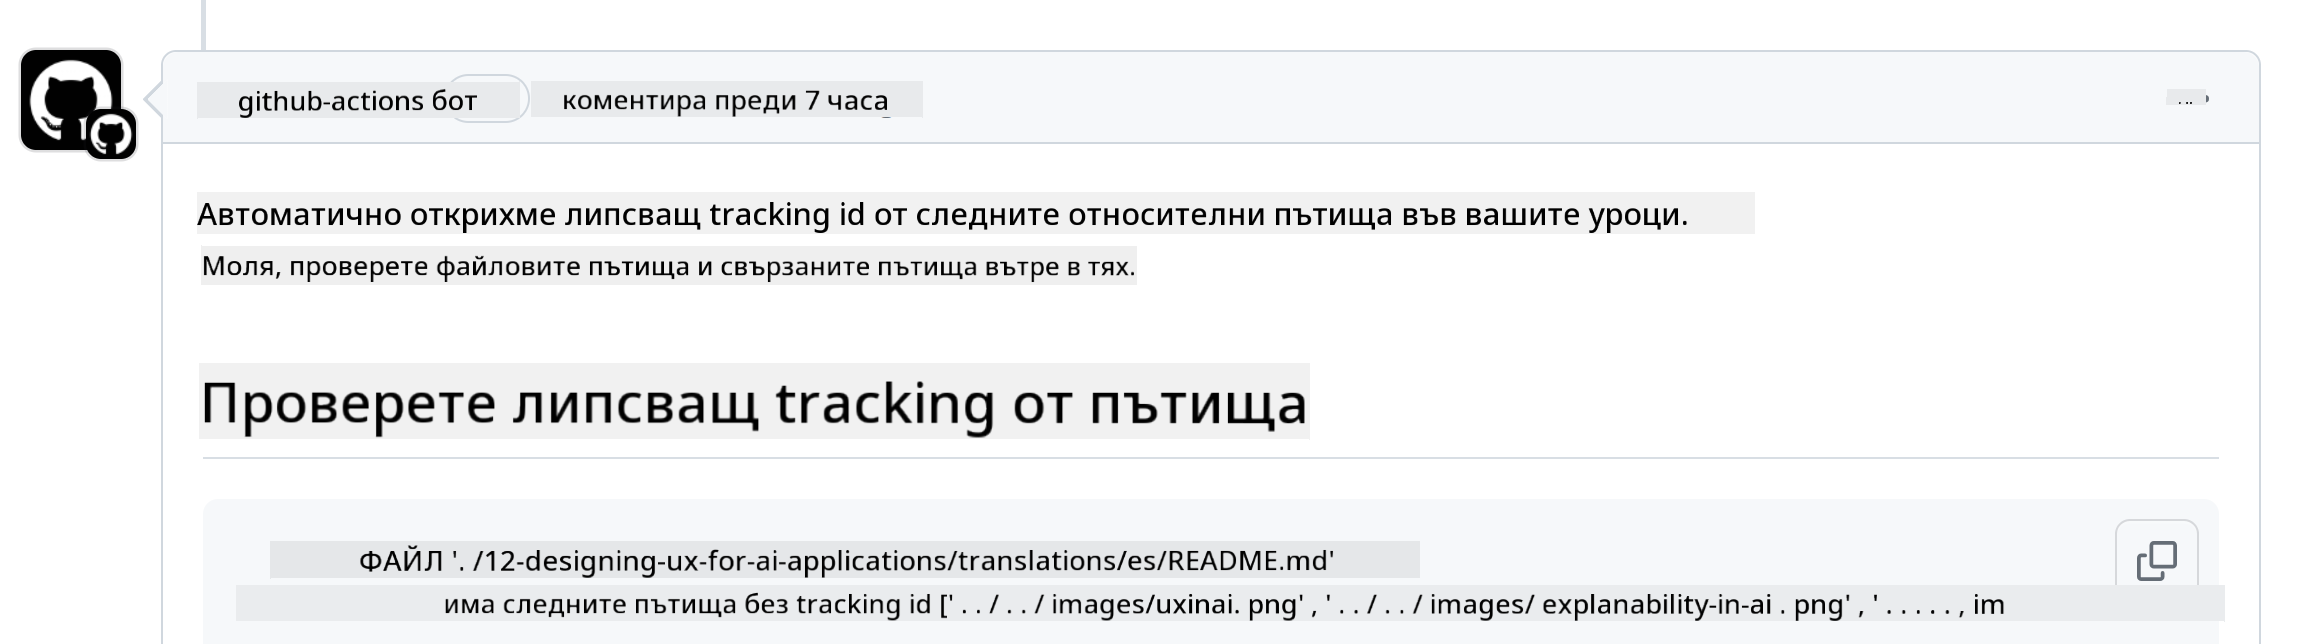 github-actions бот коментира преди 7 часа
Автоматично открихме липсващ tracking id от следните относителни пътища във вашите уроци.
Моля, проверете файловите пътища и свързаните пътища вътре в тях.
Проверете липсващ tracking от пътища
ФАЙЛ '. /12-designing-ux-for-ai-applications/translations/es/README.md'
има следните пътища без tracking id [' . . / . . / images/uxinai. png' , ' . . / . . / images/ explanability-in-ai . png' , ' . . . . . , im